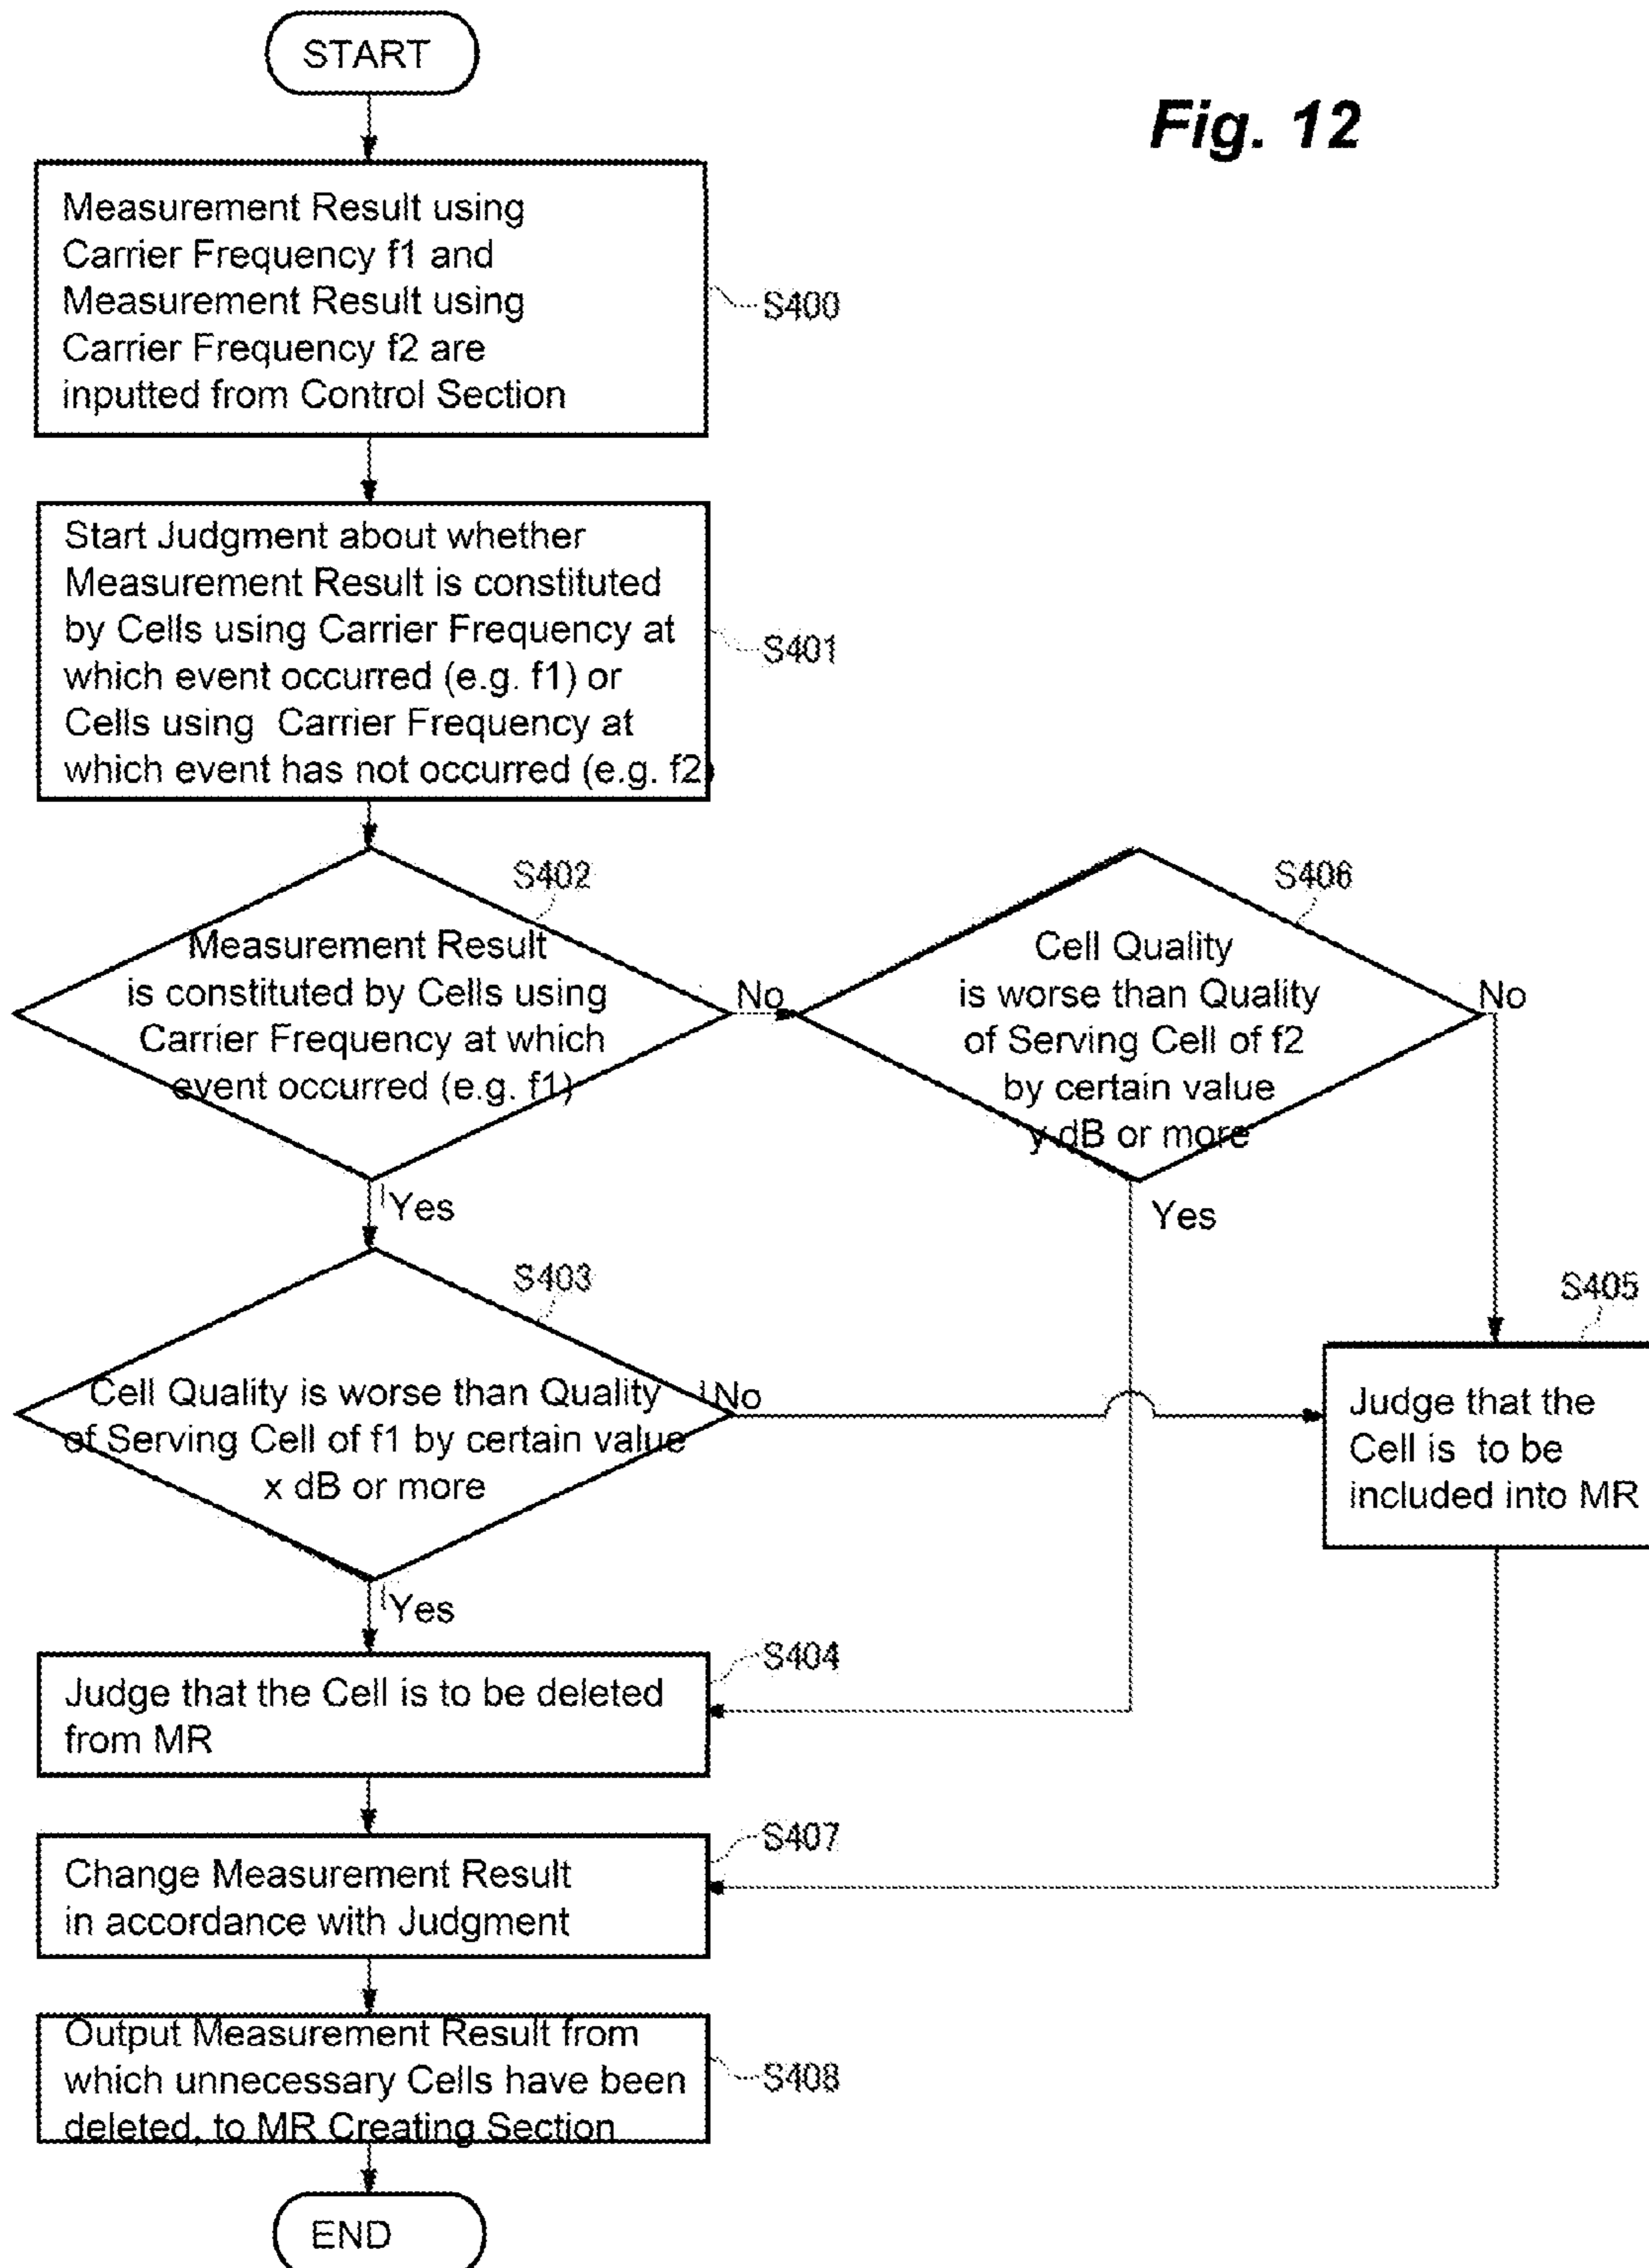 START
Fig. 12
Measurement Result using
Carrier Frequency f1 and
Measurement Result using
Carrier Frequency f2 are
inputted from Control Section
S400
Start Judgment about whether
Measurement Result is constituted
by Cells using Carrier Frequency at
which event occurred (e.g. f1) or
Cells using Carrier Frequency at
which event has not occurred (e.g. f2)
S401
S402
Measurement Result
is constituted by Cells using
Carrier Frequency at which
event occurred (e.g. f1)
No
Yes
S406
Cell Quality
is worse than Quality
of Serving Cell of f2
by certain value
y dB or more
No
Yes
S403
Cell Quality is worse than Quality
of Serving Cell of f1 by certain value
x dB or more
No
Yes
S405
Judge that the
Cell is to be
included into MR
S404
Judge that the Cell is to be deleted
from MR
S407
Change Measurement Result
in accordance with Judgment
Output Measurement Result from
which unnecessary Cells have been
deleted, to MR Creating Section
S408
END